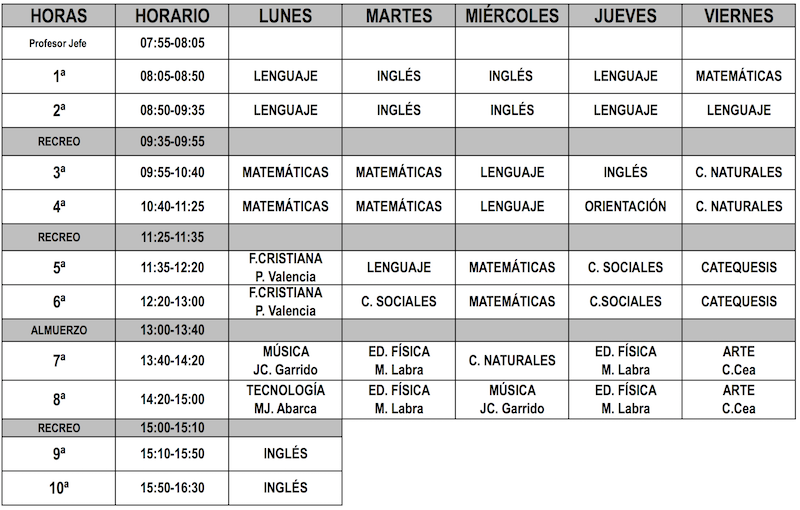 HORAS HORARIO LUNES MARTES MIÉRCOLES JUEVES VIERNES
Profesor Jefe 07:55-08:05
1ª 08:05-08:50 LENGUAJE INGLÉS INGLÉS LENGUAJE MATEMÁTICAS
2ª 08:50-09:35 LENGUAJE INGLÉS INGLÉS LENGUAJE LENGUAJE
RECREO 09:35-09:55
3ª 09:55-10:40 MATEMÁTICAS MATEMÁTICAS LENGUAJE INGLÉS C. NATURALES
4ª 10:40-11:25 MATEMÁTICAS MATEMÁTICAS LENGUAJE ORIENTACIÓN C. NATURALES
RECREO 11:25-11:35
5ª 11:35-12:20 F.CRISTIANA LENGUAJE MATEMÁTICAS C. SOCIALES CATEQUESIS
P. Valencia
6ª 12:20-13:00 F.CRISTIANA C. SOCIALES MATEMÁTICAS C.SOCIALES CATEQUESIS
P. Valencia
ALMUERZO 13:00-13:40
7ª 13:40-14:20 MÚSICA ED. FÍSICA C. NATURALES ED. FÍSICA ARTE
JC. Garrido M. Labra M. Labra C.Cea
8ª 14:20-15:00 TECNOLOGÍA ED. FÍSICA MÚSICA ED. FÍSICA ARTE
MJ. Abarca M. Labra JC. Garrido M. Labra C.Cea
RECREO 15:00-15:10
9ª 15:10-15:50 INGLÉS
10ª 15:50-16:30 INGLÉS